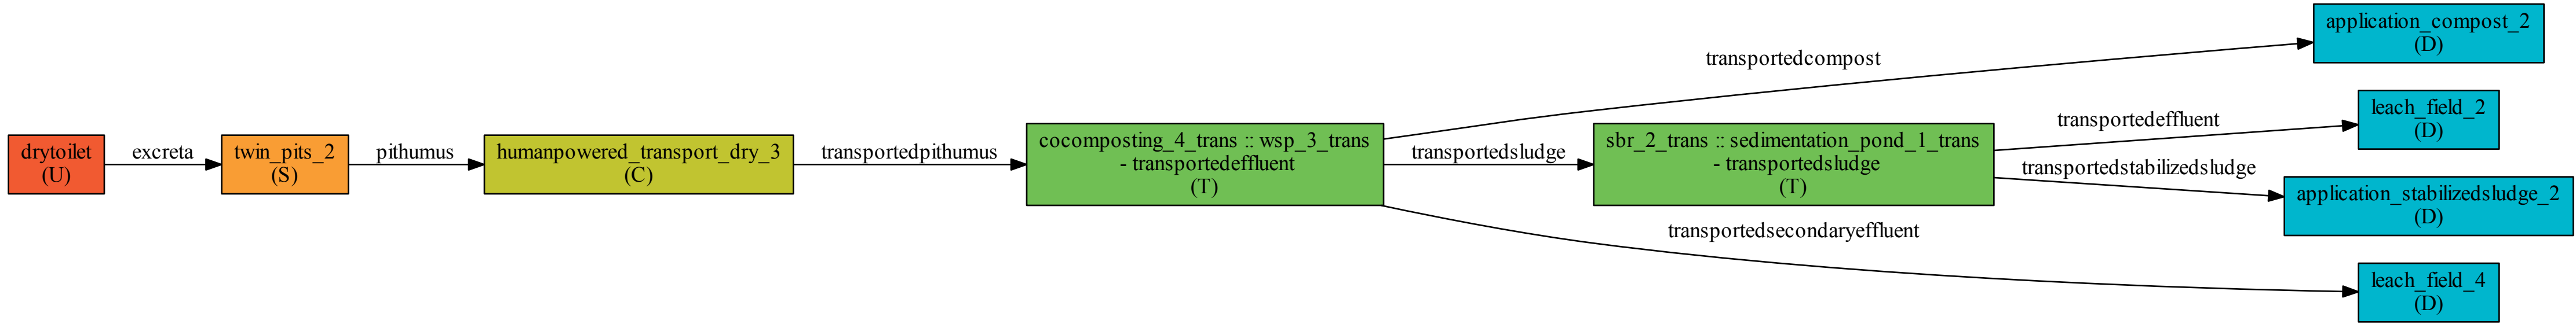 drytoilet
(U)
excreta
twin_pits_2
(S)
pithumus
humanpowered_transport_dry_3
(C)
transportedpithumus
cocomposting_4_trans :: wsp_3_trans
- transportedeffluent
(T)
transportedcompost
transportedsludge
transportedsecondaryeffluent
sbr_2_trans :: sedimentation_pond_1_trans
- transportedsludge
(T)
transportedeffluent
transportedstabilizedsludge
application_compost_2
(D)
leach_field_2
(D)
application_stabilizedsludge_2
(D)
leach_field_4
(D)